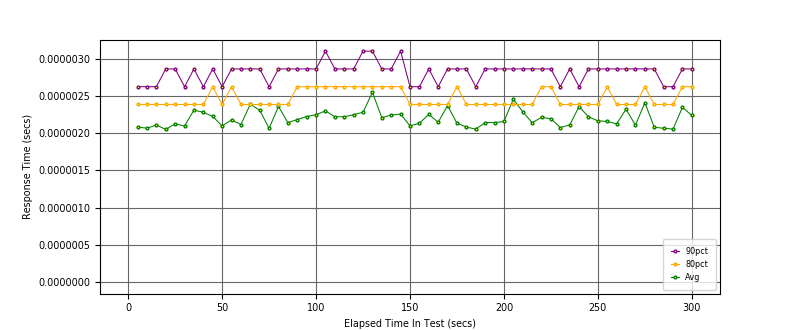 0.0000030
0.0000025
0.0000020
0.0000015
0.0000010
0.0000005
0.0000000
Response Time (secs)
0 50 100 150 200 250 300
Elapsed Time In Test (secs)
90pct
80pct
Avg